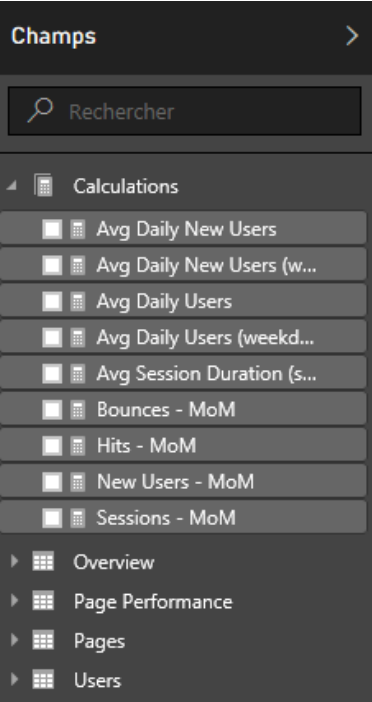 Champs
Rechercher
Calculations
Avg Daily New Users
Avg Daily New Users (w...
Avg Daily Users
Avg Daily Users (weekd...
Avg Session Duration (s...
Bounces - MoM
Hits - MoM
New Users - MoM
Sessions - MoM
Overview
Page Performance
Pages
Users